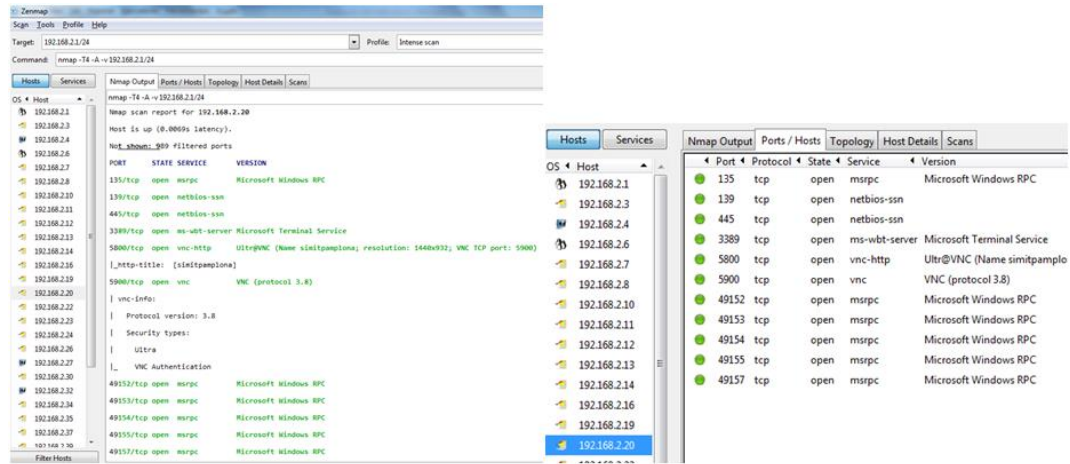 Zenmap
Scan Tools Profile Help
Target: 192.168.2.1/24 Profile: Intense scan
Command: nmap -T4 -A -v 192.168.2.1/24
Hosts Services
Nmap Output Ports / Hosts Topology Host Details Scans
OS Host
192.168.2.1
192.168.2.3
192.168.2.4
192.168.2.6
192.168.2.7
192.168.2.8
192.168.2.10
192.168.2.11
192.168.2.12
192.168.2.13
192.168.2.14
192.168.2.16
192.168.2.19
192.168.2.20
192.168.2.22
192.168.2.23
192.168.2.24
192.168.2.26
192.168.2.27
192.168.2.30
192.168.2.32
192.168.2.34
192.168.2.35
192.168.2.37
192.168.2.39
Filter Hosts
nmap -T4 -A -v 192.168.2.1/24
Nmap scan report for 192.168.2.20
Host is up (0.0069s latency).
Not shown: 989 filtered ports
PORT STATE SERVICE VERSION
135/tcp open msrpc Microsoft Windows RPC
139/tcp open netbios-ssn
445/tcp open netbios-ssn
3389/tcp open ms-wbt-server Microsoft Terminal Service
5800/tcp open vnc-http Ultr@VNC (Name simitpamplona; resolution: 1440x932; VNC TCP port: 5900)
|_http-title: [simitpamplona]
5900/tcp open vnc VNC (protocol 3.8)
| vnc-info:
| Protocol version: 3.8
| Security types:
| Ultra
|_ VNC Authentication
49152/tcp open msrpc Microsoft Windows RPC
49153/tcp open msrpc Microsoft Windows RPC
49154/tcp open msrpc Microsoft Windows RPC
49155/tcp open msrpc Microsoft Windows RPC
49157/tcp open msrpc Microsoft Windows RPC
Hosts Services
Nmap Output Ports / Hosts Topology Host Details Scans
OS Host
192.168.2.1
192.168.2.3
192.168.2.4
192.168.2.6
192.168.2.7
192.168.2.8
192.168.2.10
192.168.2.11
192.168.2.12
192.168.2.13
192.168.2.14
192.168.2.16
192.168.2.19
192.168.2.20
Port Protocol State Service Version
135 tcp open msrpc Microsoft Windows RPC
139 tcp open netbios-ssn
445 tcp open netbios-ssn
3389 tcp open ms-wbt-server Microsoft Terminal Service
5800 tcp open vnc-http Ultr@VNC (Name simitpamplo
5900 tcp open vnc VNC (protocol 3.8)
49152 tcp open msrpc Microsoft Windows RPC
49153 tcp open msrpc Microsoft Windows RPC
49154 tcp open msrpc Microsoft Windows RPC
49155 tcp open msrpc Microsoft Windows RPC
49157 tcp open msrpc Microsoft Windows RPC